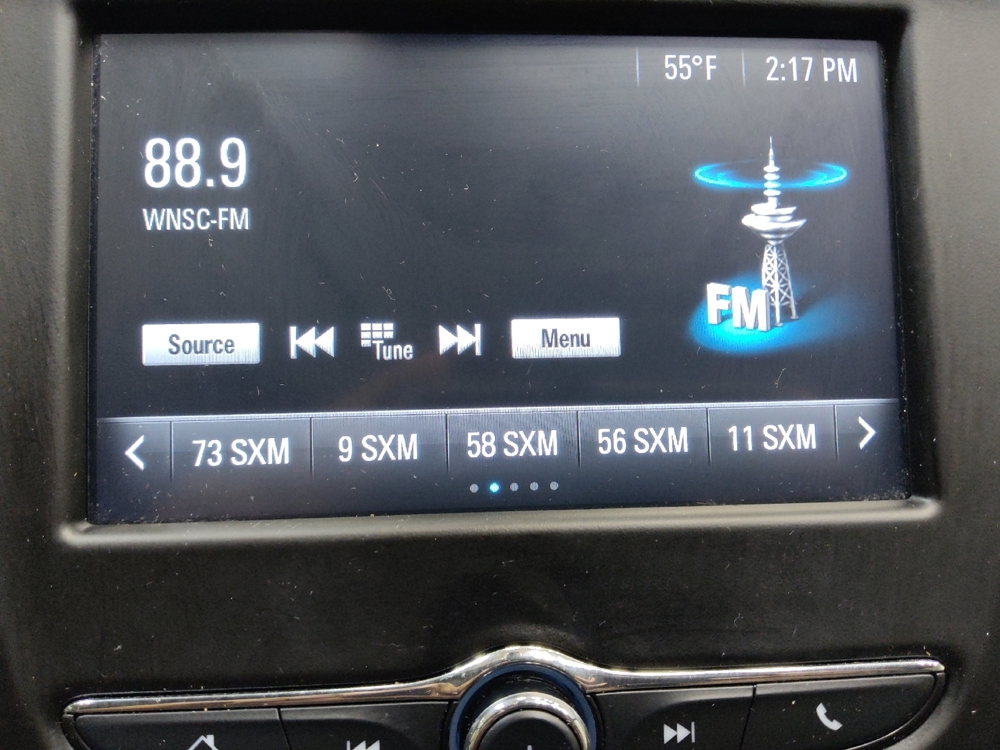 55°F 2:17 PM
88.9
WNSC-FM
FM
Source Tune Menu
73 SXM 9 SXM 58 SXM 56 SXM 11 SXM